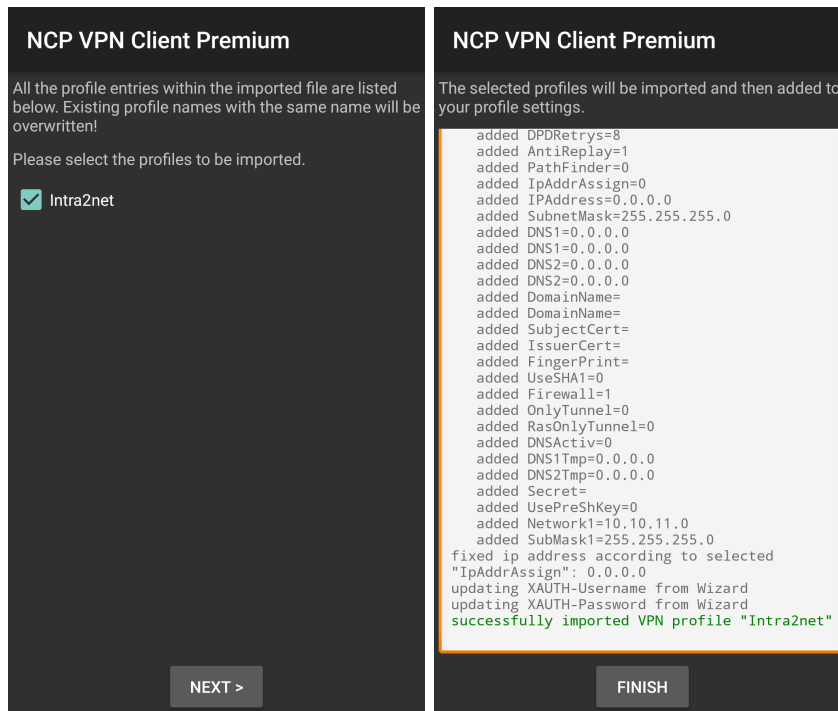 NCP VPN Client Premium
All the profile entries within the imported file are listed
below. Existing profile names with the same name will be
overwritten!
Please select the profiles to be imported.
Intra2net
NEXT >
NCP VPN Client Premium
The selected profiles will be imported and then added to
your profile settings.
added DPDRetrys=8
added AntiReplay=1
added PathFinder=0
added IpAddrAssign=0
added IPAddress=0.0.0.0
added SubnetMask=255.255.255.0
added DNS1=0.0.0.0
added DNS1=0.0.0.0
added DNS2=0.0.0.0
added DNS2=0.0.0.0
added DomainName=
added DomainName=
added SubjectCert=
added IssuerCert=
added FingerPrint=
added UseSHA1=0
added Firewall=1
added OnlyTunnel=0
added RasOnlyTunnel=0
added DNSActiv=0
added DNS1Tmp=0.0.0.0
added DNS2Tmp=0.0.0.0
added Secret=
added UsePreShKey=0
added Network1=10.10.11.0
added SubMask1=255.255.255.0
fixed ip address according to selected
"IpAddrAssign": 0.0.0.0
updating XAUTH-Username from Wizard
updating XAUTH-Password from Wizard
successfully imported VPN profile "Intra2net"
FINISH